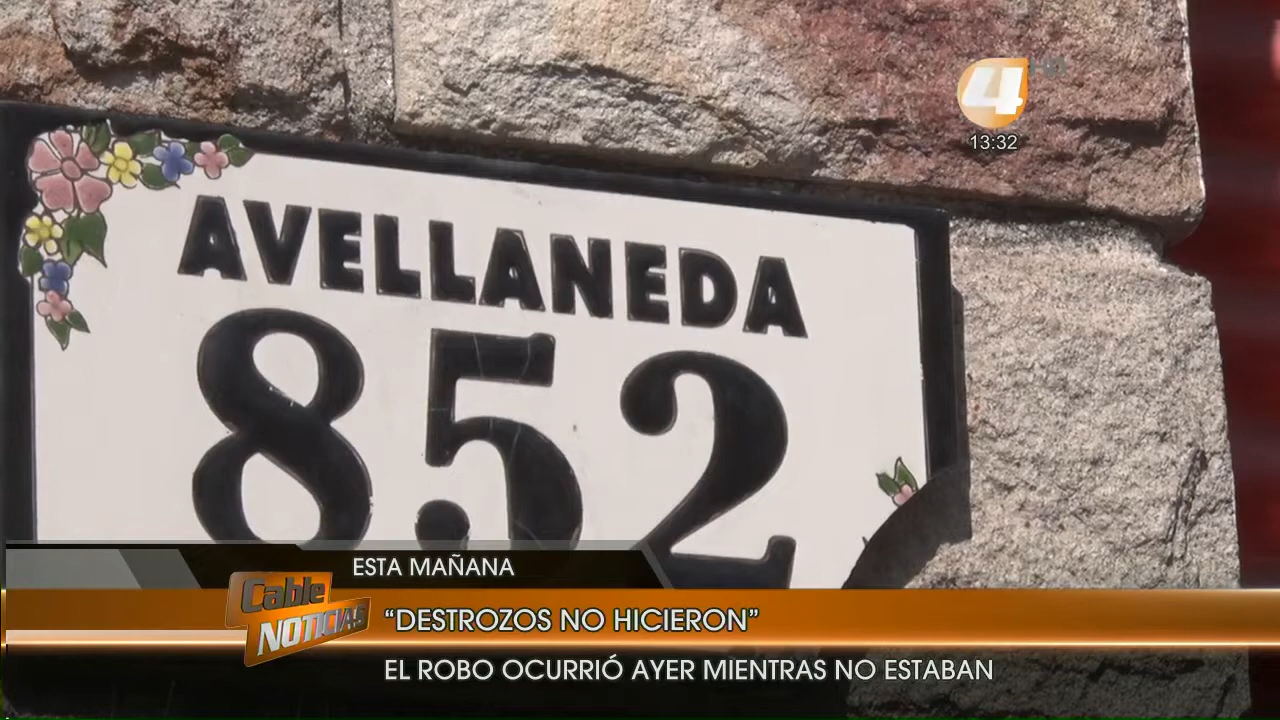 4
13:32
AVELLANEDA
852
ESTA MAÑANA
Cable
NOTICIAS
“DESTROZOS NO HICIERON”
EL ROBO OCURRIÓ AYER MIENTRAS NO ESTABAN